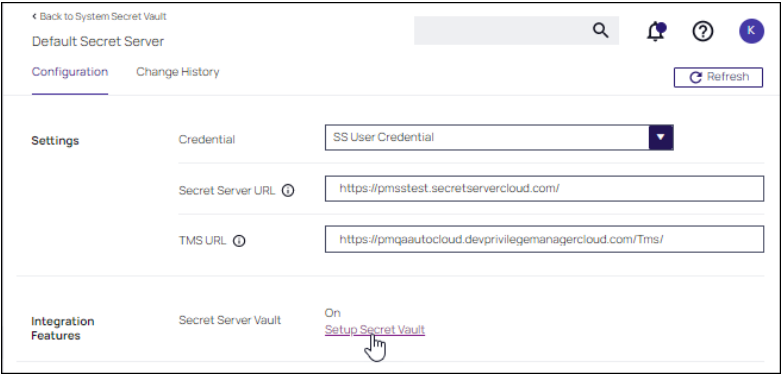 Back to System Secret Vault
Default Secret Server
K
Configuration
Change History
Refresh
Settings
Credential
SS User Credential
Secret Server URL
https://pmsstest.secretservercloud.com/
TMS URL
https://pmqaautocloud.devprivilegemanagercloud.com/Tms/
Integration
Features
Secret Server Vault
On
Setup Secret Vault